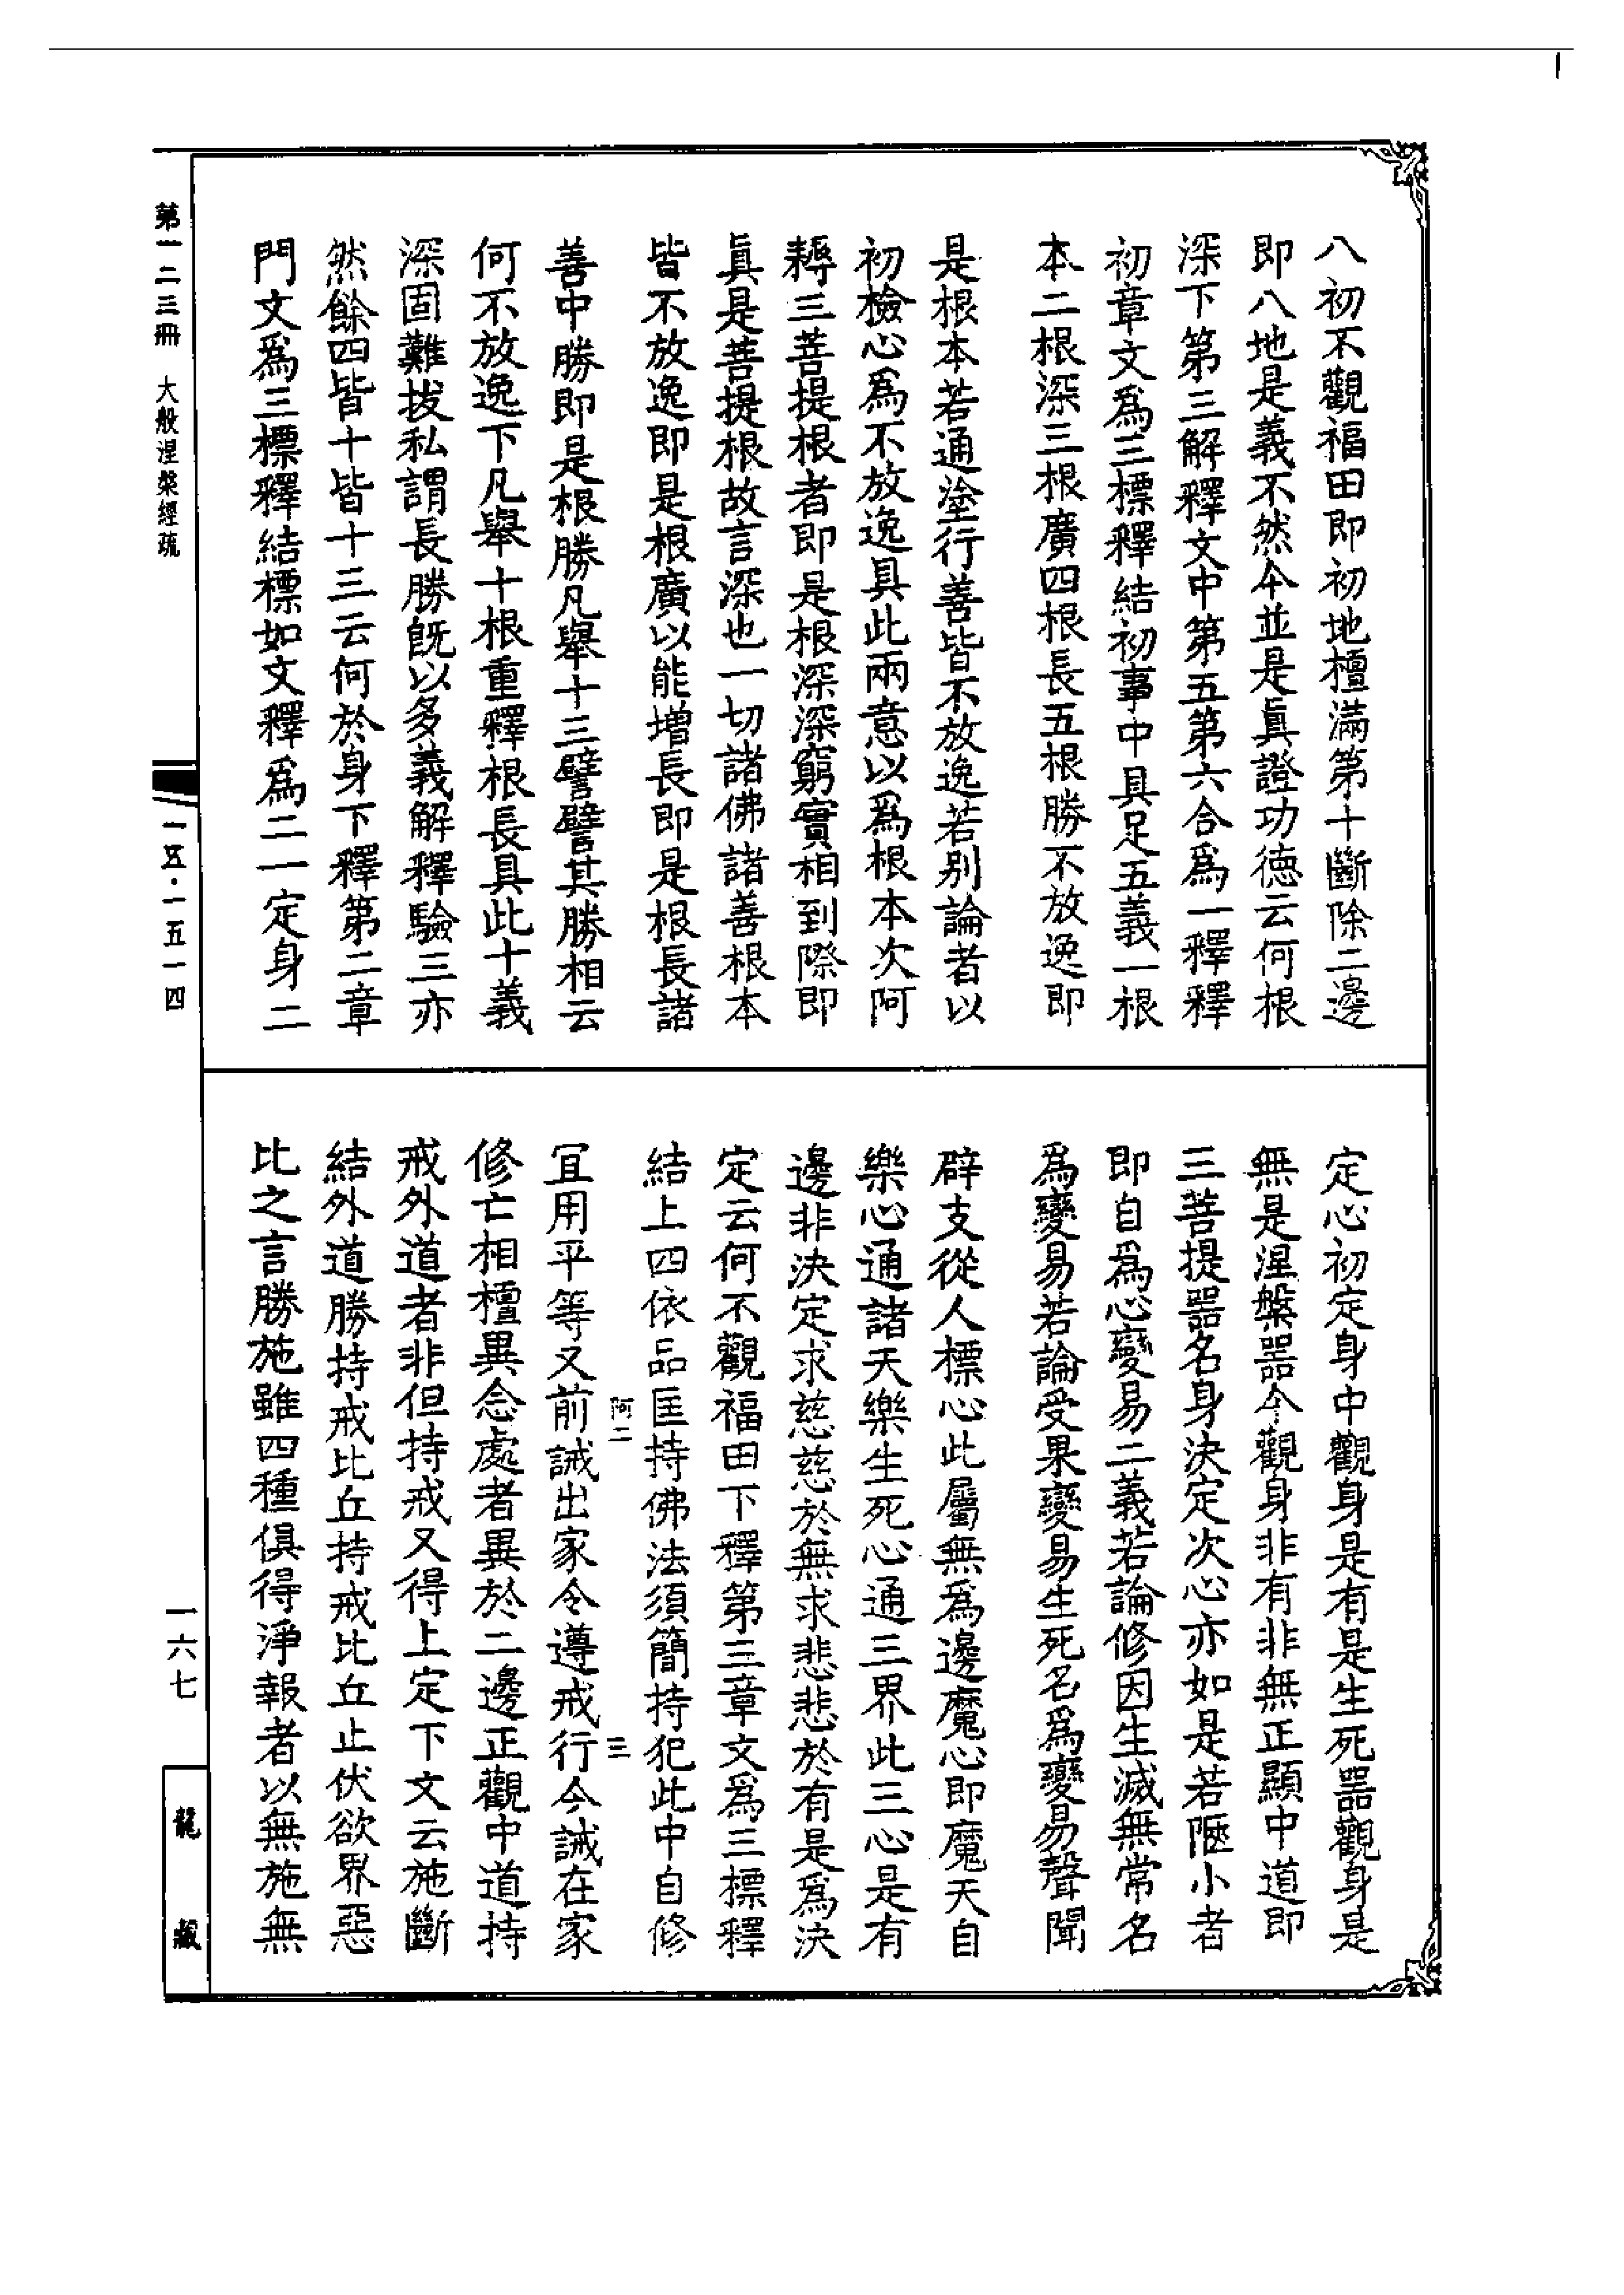 八初不觀福田即初地檀滿第十斷除二邊
即八地是義不然今並是真證功德云何根
深下第三解釋文中第五第六合爲一釋釋
初章文爲三標釋結初事中具足五義一根
本二根深三根廣四根長五根勝不放逸即
是根本若通塗行善皆不放逸若別論者以
初檢心爲不放逸具此兩意以爲根本次阿
耨三菩提根者即是根深深窮實相到際即
真是菩提根故言深也一切諸佛諸善根本
皆不放逸即是根廣以能增長即是根長諸
善中勝即是根勝凡舉十三譬譬其勝相云
何不放逸下凡舉十根重釋根長具此十義
深固難拔私謂長勝旣以多義解釋驗三亦
然餘四皆十皆十三云何於身下釋第二章
門文爲三標釋結標如文釋爲二一定身二
定心初定身中觀身是有是生死器觀身是
無是涅槃器今觀身非有非無正顯中道即
三菩提器名身決定次心亦如是若陿小者
即自爲心變易二義若論修因生滅無常名
爲變易若論受果變易生死名爲變易聲聞
辟支從人標心此屬無爲邊魔心即魔天自
樂心通諸天樂生死心通三界此三心是有
邊非決定求慈慈於無求悲悲於有是爲決
定云何不觀福田下釋第三章文爲三標釋
結上四依品匡持佛法須簡持犯此中自修
阿二 三
宜用平等又前誡出家令遵戒行今誡在家
修亡相檀異念處者異於二邊正觀中道持
戒外道者非但持戒又得上定下文云施斷
結外道勝持戒比丘持戒比丘止伏欲界惡
比之言勝施雖四種俱得淨報者以無施無
第一二三冊 大般涅槃經疏
一五·一五一四
一六七
龍藏